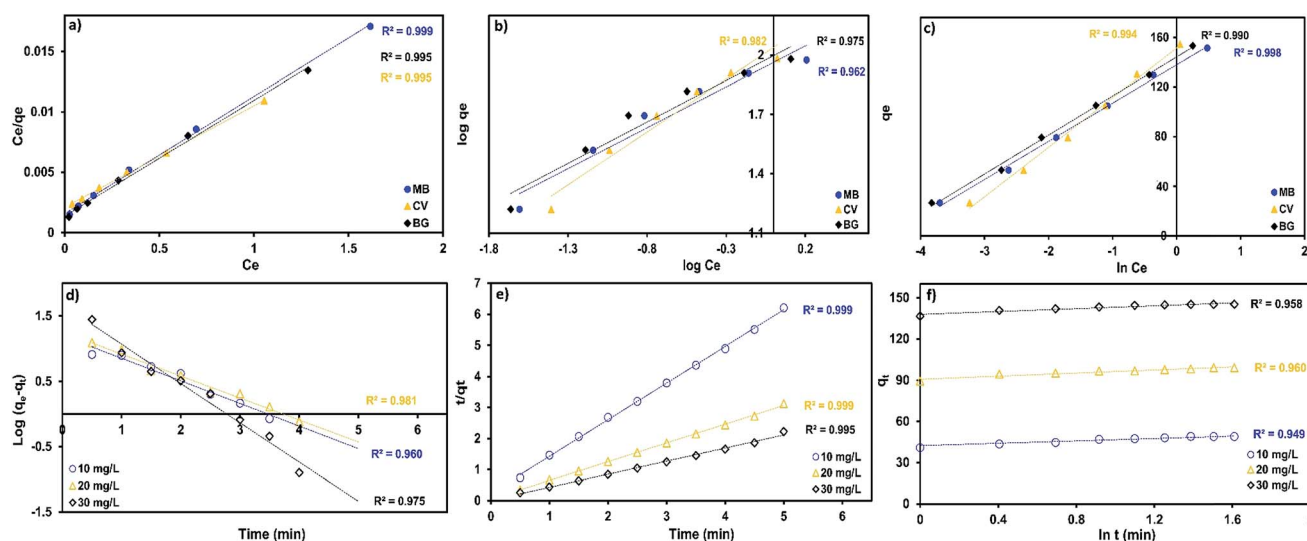 a)
R² = 0.999
R² = 0.995
R² = 0.995
0.015
0.01
0.005
0
0 0.5 1 1.5 2
Ce/qe
Ce
MB
CV
BG
b)
R² = 0.982
R² = 0.975
R² = 0.962
2
1.7
1.4
1.1
-1.8 -1.3 -0.8 -0.3 0.2
log qe
log Ce
MB
CV
BG
c)
R² = 0.994
R² = 0.990
R² = 0.998
160
120
80
40
0
-4 -3 -2 -1 0 1 2
qe
ln Ce
MB
CV
BG
d)
1.5
0.5
-0.5
-1.5
0 1 2 3 4 5 6
R² = 0.981
R² = 0.960
R² = 0.975
Log (qₑ-qₜ)
Time (min)
10 mg/L
20 mg/L
30 mg/L
e)
7
6
5
4
3
2
1
0
0 1 2 3 4 5 6
R² = 0.999
R² = 0.999
R² = 0.995
t/qt
Time (min)
10 mg/L
20 mg/L
30 mg/L
f)
150
120
90
60
30
0
0 0.4 0.8 1.2 1.6 2
R² = 0.958
R² = 0.960
R² = 0.949
qₜ
ln t (min)
10 mg/L
20 mg/L
30 mg/L